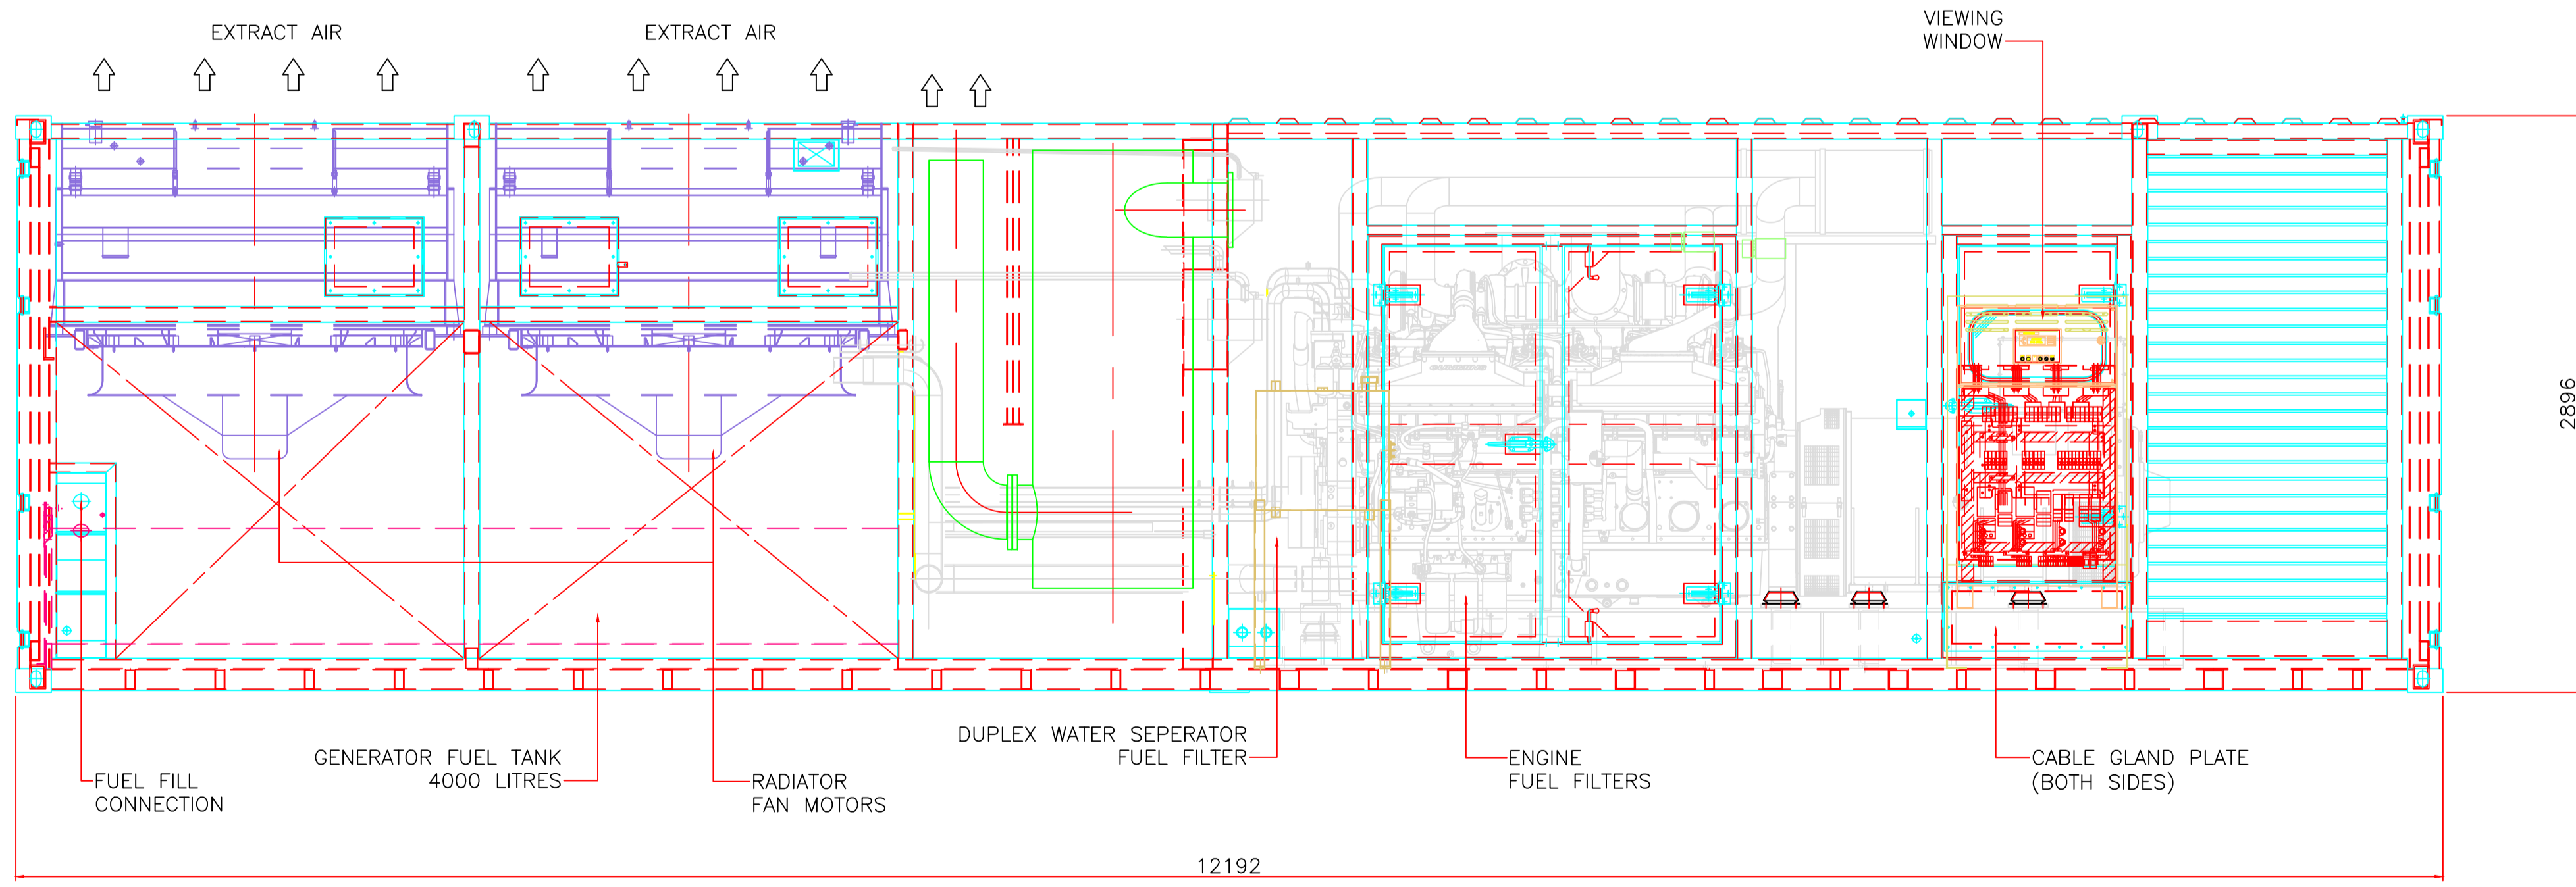 EXTRACT AIR
EXTRACT AIR
VIEWING
WINDOW
2896
DUPLEX WATER SEPERATOR
FUEL FILTER
GENERATOR FUEL TANK
4000 LITRES
ENGINE
FUEL FILTERS
CABLE GLAND PLATE
(BOTH SIDES)
FUEL FILL
CONNECTION
RADIATOR
FAN MOTORS
12192